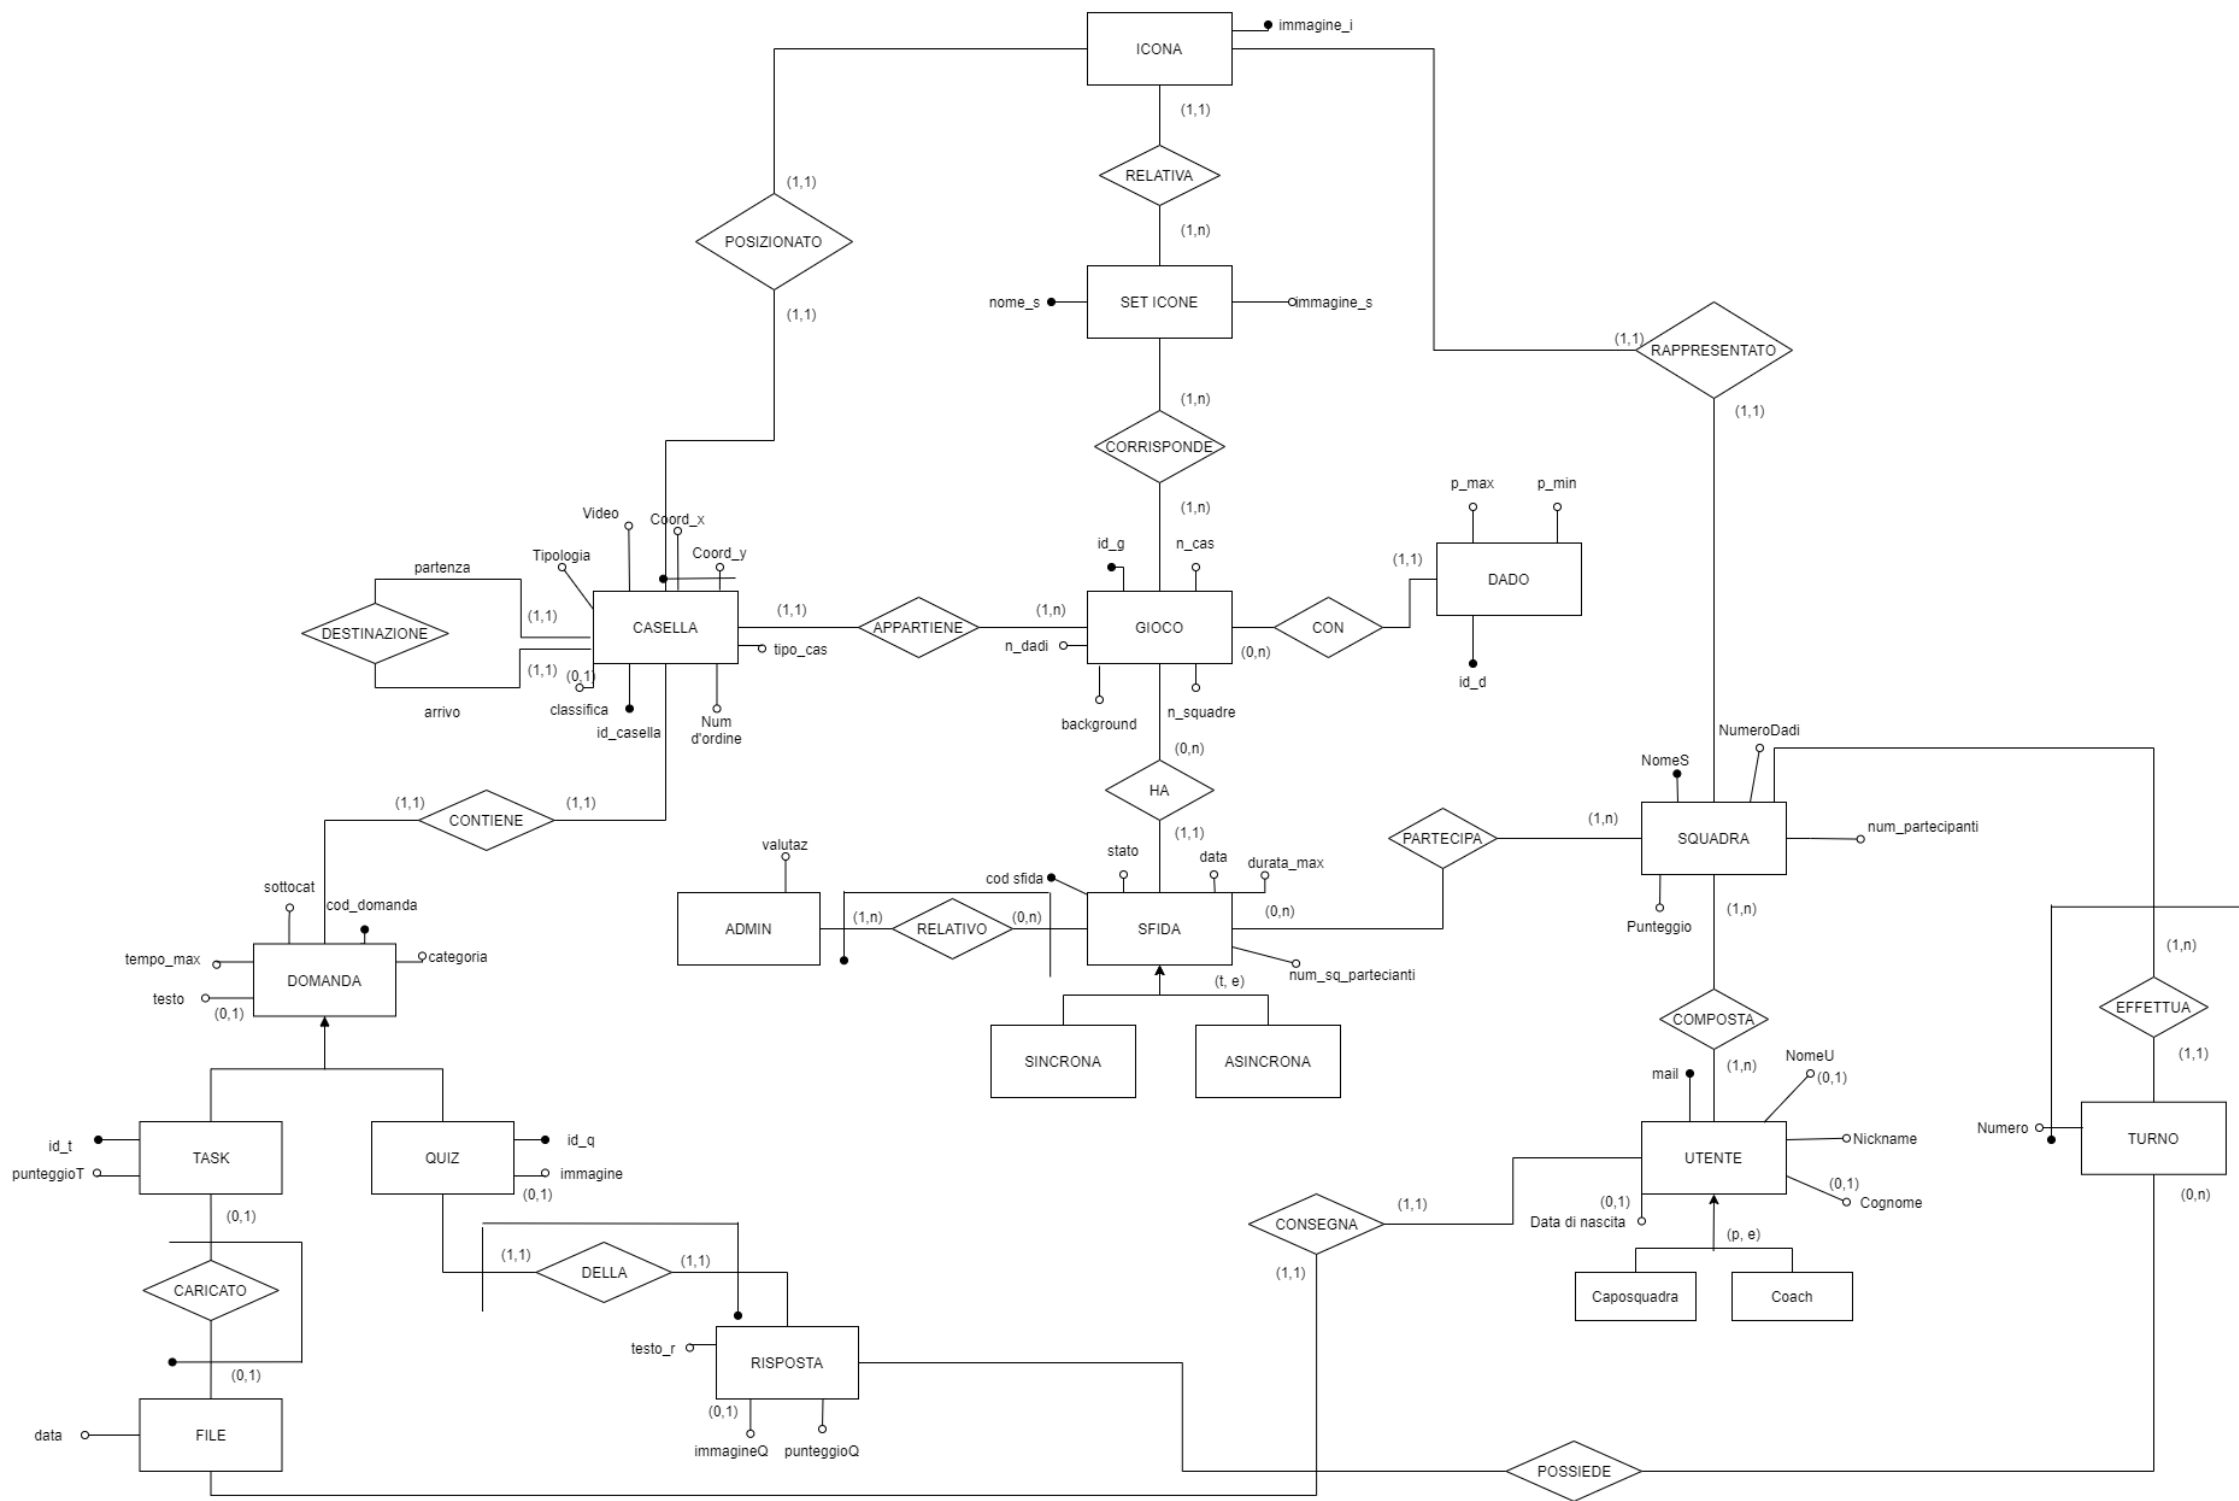 ICONA
immagine_i
(1,1)
RELATIVA
(1,n)
(1,1)
POSIZIONATO
(1,1)
nome_s
SET ICONE
immagine_s
(1,1)
RAPPRESENTATO
(1,1)
(1,n)
CORRISPONDE
(1,n)
p_max
p_min
Video
Coord_x
Coord_y
Tipologia
partenza
id_g
n_cas
(1,1)
DADO
DESTINAZIONE
(1,1)
(1,1)
CASELLA
(1,1)
APPARTIENE
(1,n)
GIOCO
CON
(0,n)
tipo_cas
n_dadi
id_d
(0,1)
arrivo
classifica
id_casella
Num
d'ordine
background
n_squadre
(0,n)
HA
(1,1)
NumeroDadi
NomeS
(1,1)
CONTIENE
(1,1)
PARTECIPA
(1,n)
SQUADRA
num_partecipanti
Punteggio
(1,n)
valutaz
stato
data
durata_max
cod sfida
ADMIN
(1,n)
RELATIVO
(0,n)
SFIDA
(0,n)
num_sq_partecianti
(t, e)
sottocat
cod_domanda
tempo_max
categoria
DOMANDA
testo
(0,1)
SINCRONA
ASINCRONA
COMPOSTA
(1,n)
(1,n)
EFFETTUA
(1,1)
mail
NomeU
(0,1)
id_t
TASK
punteggioT
QUIZ
id_q
immagine
(0,1)
UTENTE
Nickname
(0,1)
Cognome
(0,1)
Data di nascita
Numero
TURNO
(0,n)
(0,1)
CARICATO
(0,1)
(1,1)
DELLA
(1,1)
CONSEGNA
(1,1)
(1,1)
(p, e)
Caposquadra
Coach
testo_r
RISPOSTA
(0,1)
immagineQ
punteggioQ
data
FILE
POSSIEDE